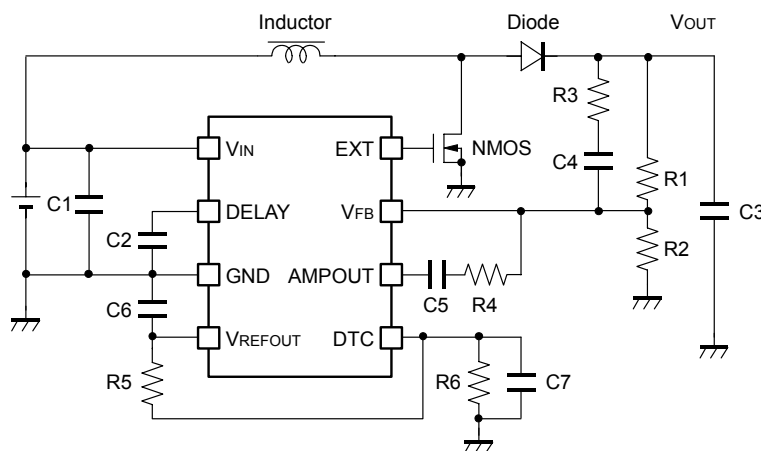 Inductor
Diode
VOUT
R3
VIN
EXT
NMOS
C4
R1
C1
DELAY
VFB
C3
C2
R2
GND
AMPOUT
C5
R4
C6
VREFOUT
DTC
R5
R6
C7